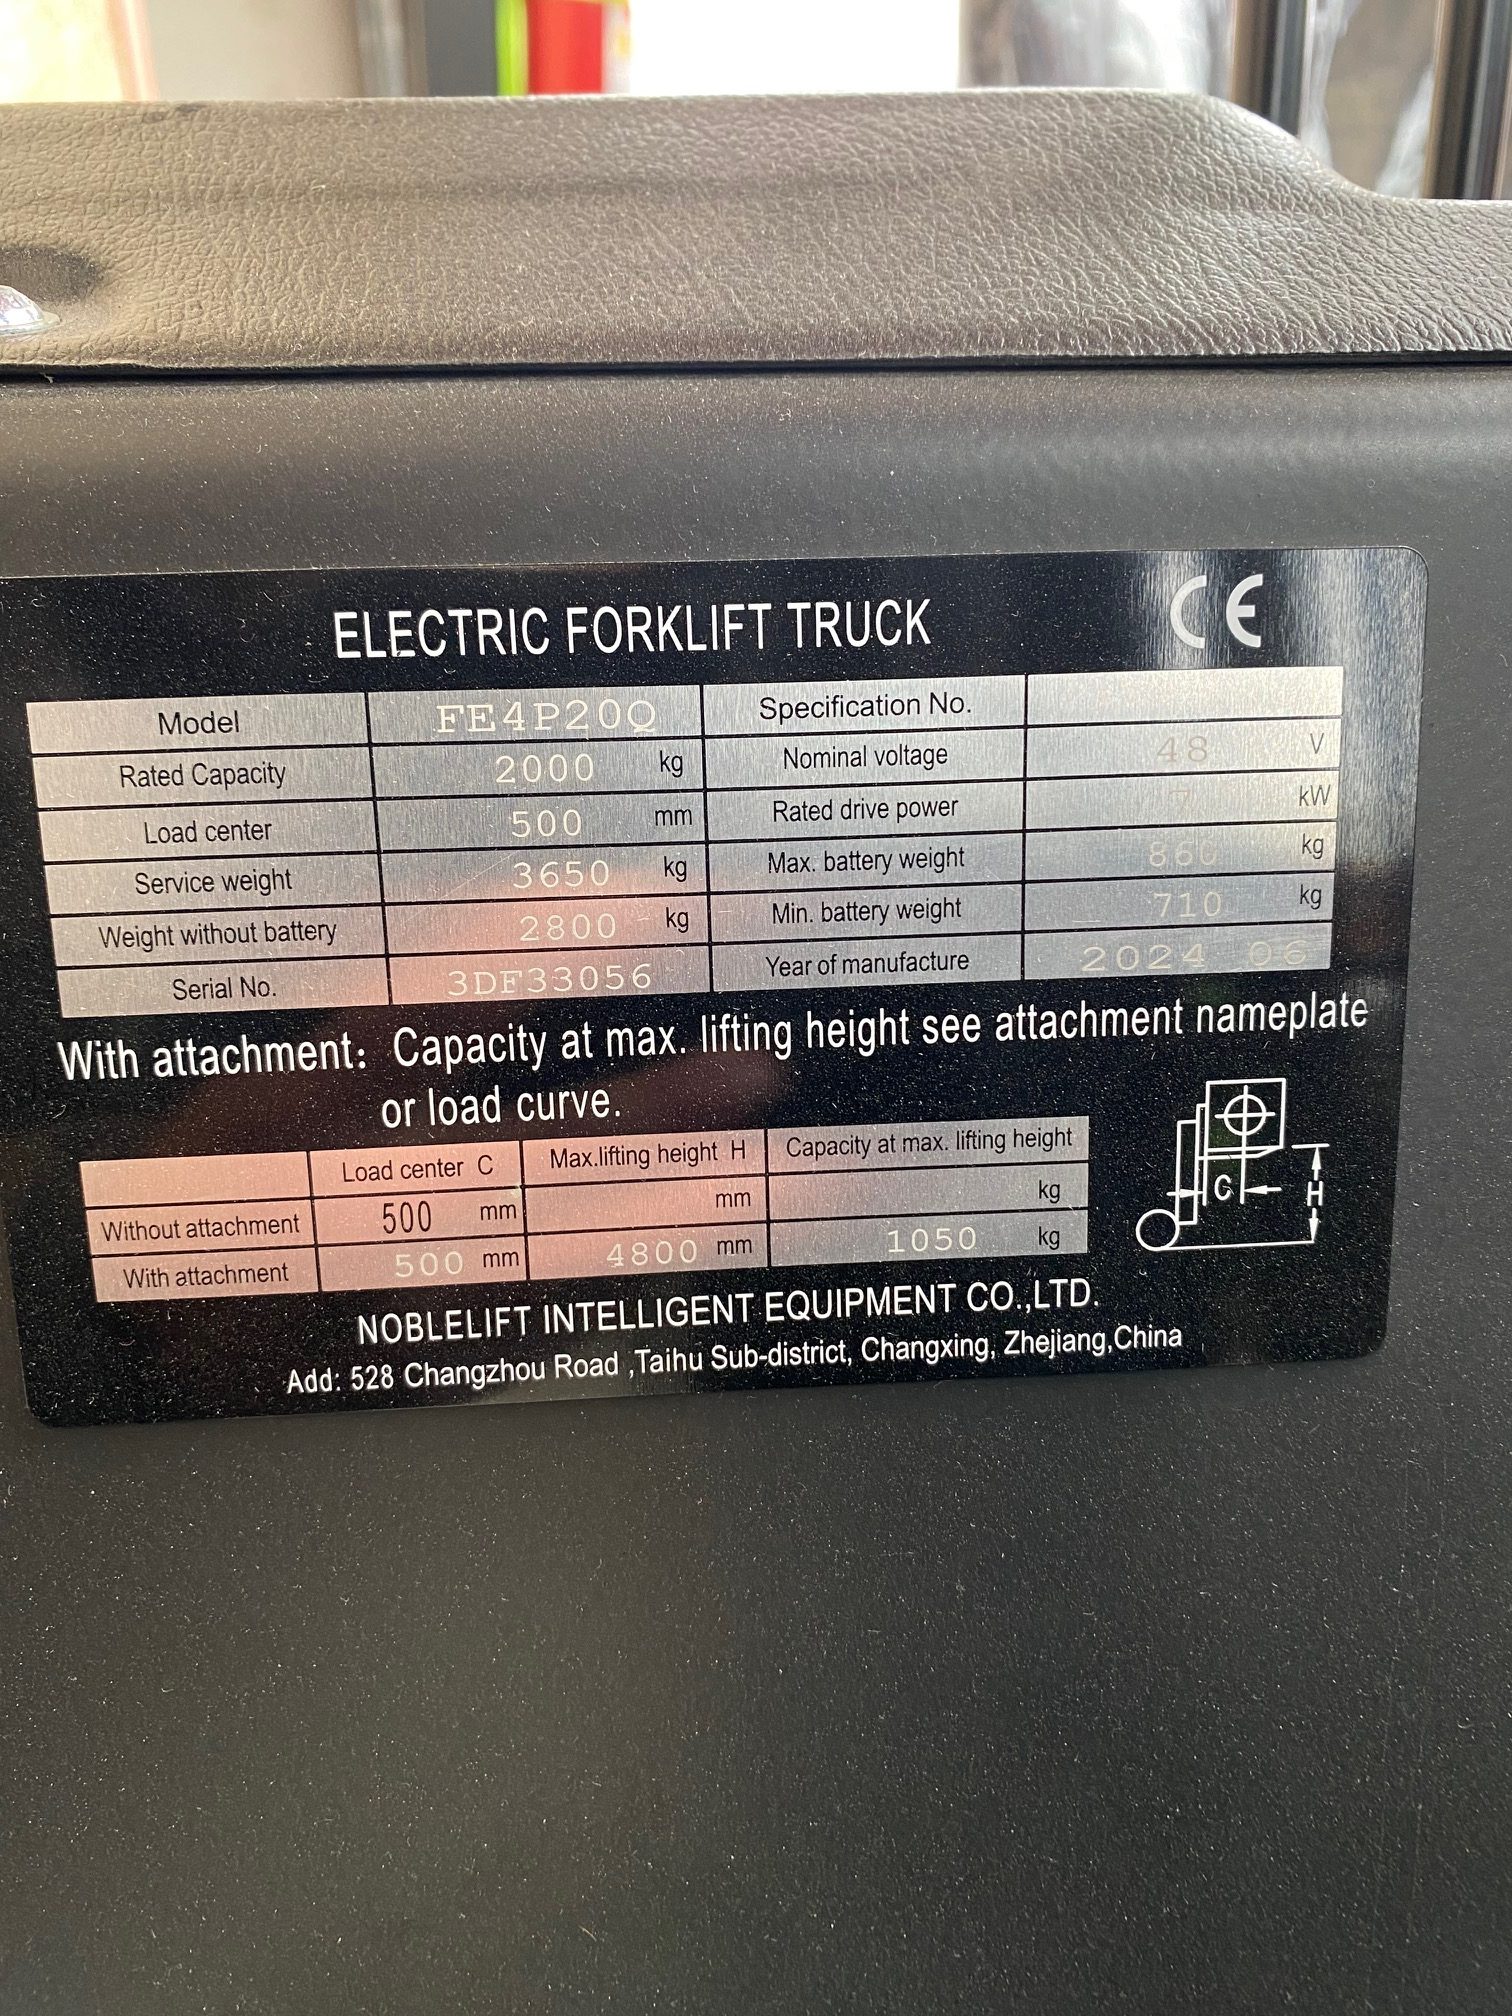 ELECTRIC FORKLIFT TRUCK CE
Model FE4P20Q Specification No.
Rated Capacity 2000 kg Nominal voltage 48 V
Load center 500 mm Rated drive power 7 kW
Service weight 3650 kg Max. battery weight 860 kg
Weight without battery 2800 kg Min. battery weight 710 kg
Serial No. 3DF33056 Year of manufacture 2024 06
With attachment: Capacity at max. lifting height see attachment nameplate
or load curve.
Load center C Max.lifting height H Capacity at max. lifting height
Without attachment 500 mm mm kg
With attachment 500 mm 4800 mm 1050 kg
C H
NOBLELIFT INTELLIGENT EQUIPMENT CO.,LTD.
Add: 528 Changzhou Road ,Taihu Sub-district, Changxing, Zhejiang,China